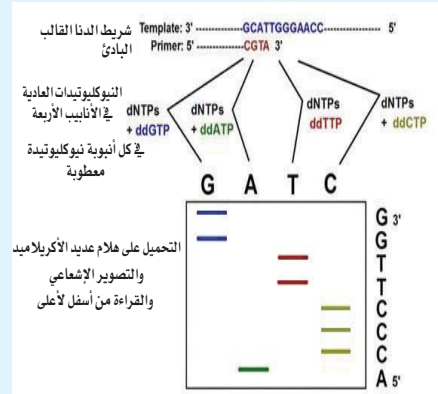 شريط الدنا القالب Template: 3' -----------------GCATTGGGAACC------------------ 5'
البادئ Primer: 5' --------------CGTA 3'
النيوكليوتيدات العادية
في الأنابيب الأربعة
في كل أنبوبة نيوكليوتيدة
معطوبة
dNTPs
+ ddGTP
dNTPs
+ ddATP
dNTPs
ddTTP
dNTPs
+ ddCTP
G A T C
التحميل على هلام عديد الأكريلاميد
والتصوير الإشعاعي
والقراءة من أسفل لأعلى
G 3'
G
T
T
C
C
C
A 5'